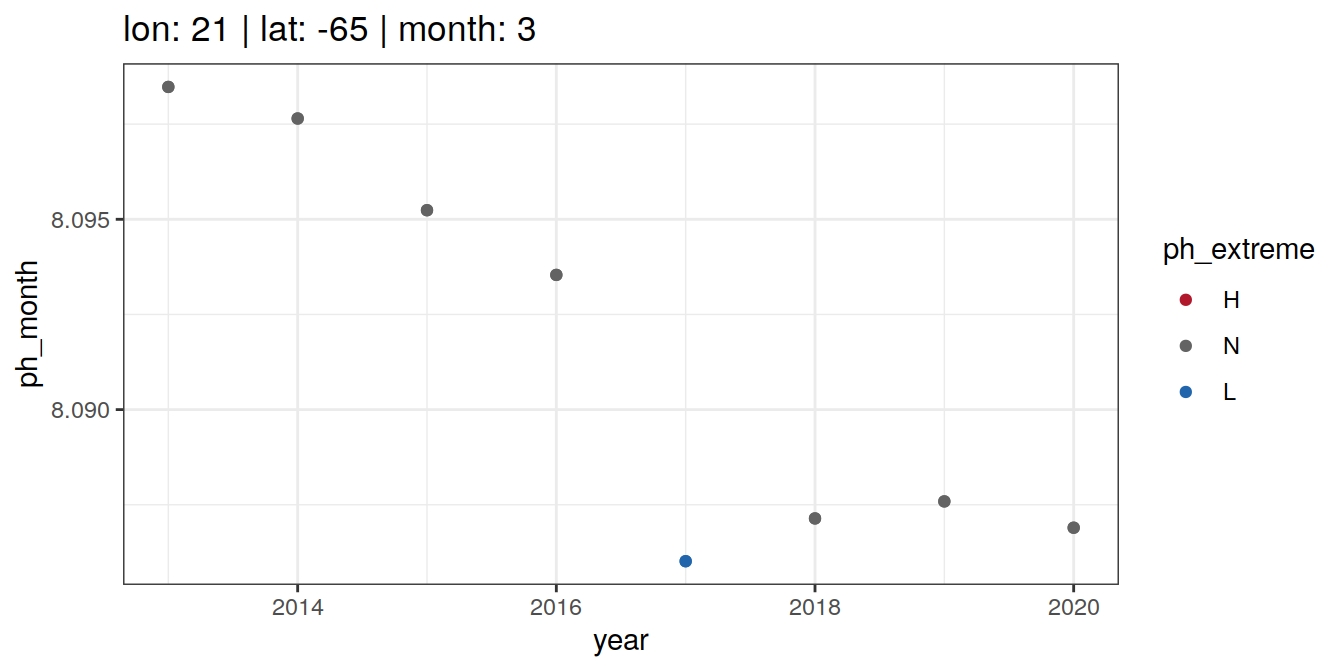 lon: 21 | lat: -65 | month: 3
8.095
8.090
ph_month
2014 2016 2018 2020
year
ph_extreme
H
N
L